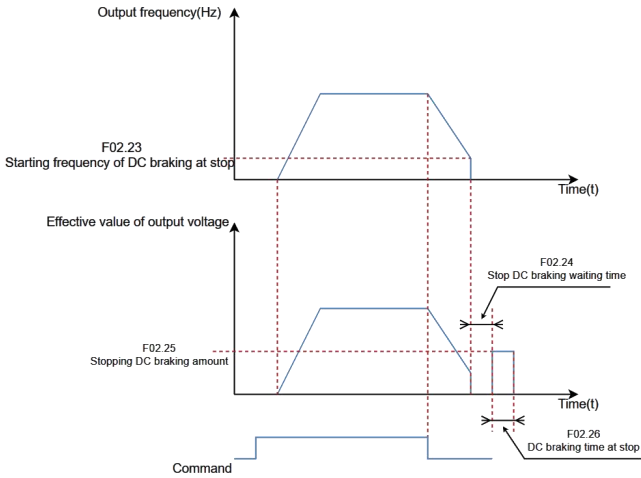 Output frequency(Hz)
F02.23
Starting frequency of DC braking at stop
Time(t)
Effective value of output voltage
F02.24
Stop DC braking waiting time
F02.25
Stopping DC braking amount
Time(t)
F02.26
DC braking time at stop
Command